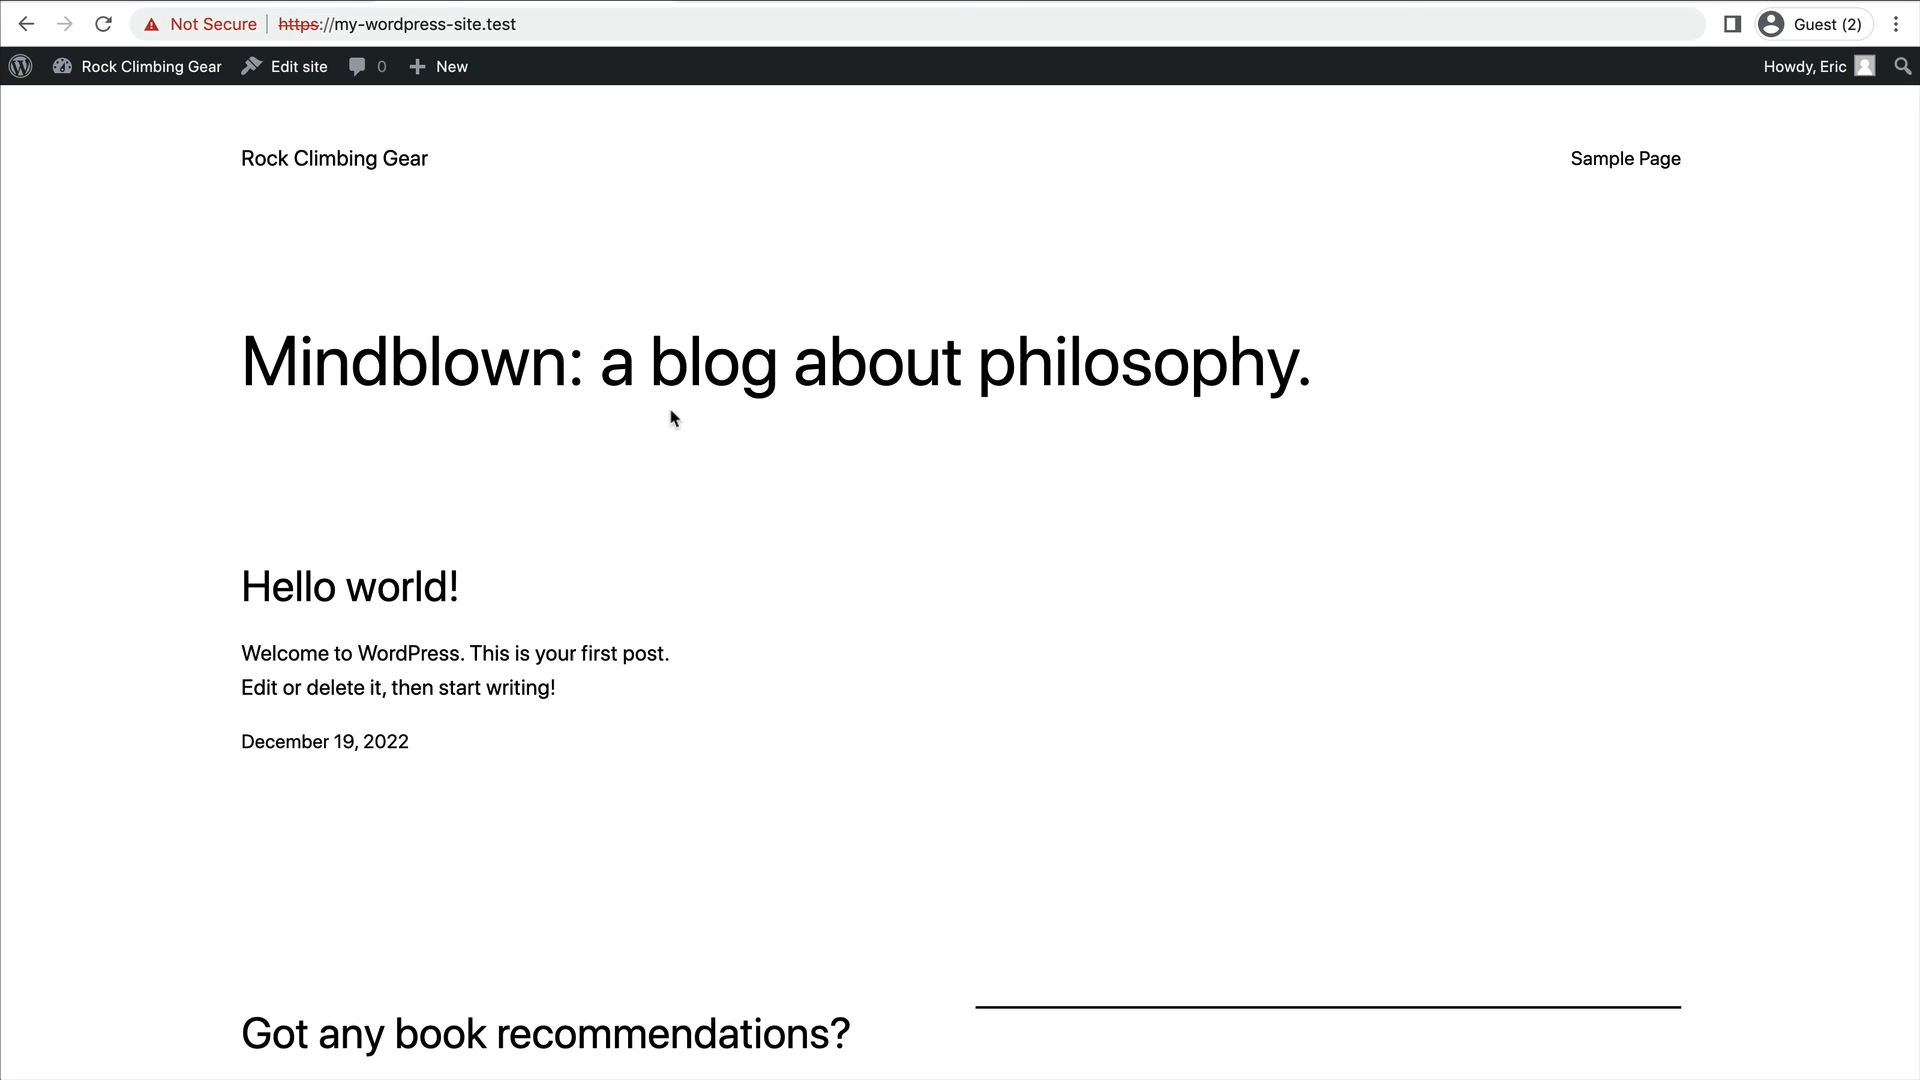 Not Secure https://my-wordpress-site.test Guest (2)
Rock Climbing Gear Edit site 0 New Howdy, Eric
Rock Climbing Gear Sample Page
Mindblown: a blog about philosophy.
Hello world!
Welcome to WordPress. This is your first post.
Edit or delete it, then start writing!
December 19, 2022
Got any book recommendations?